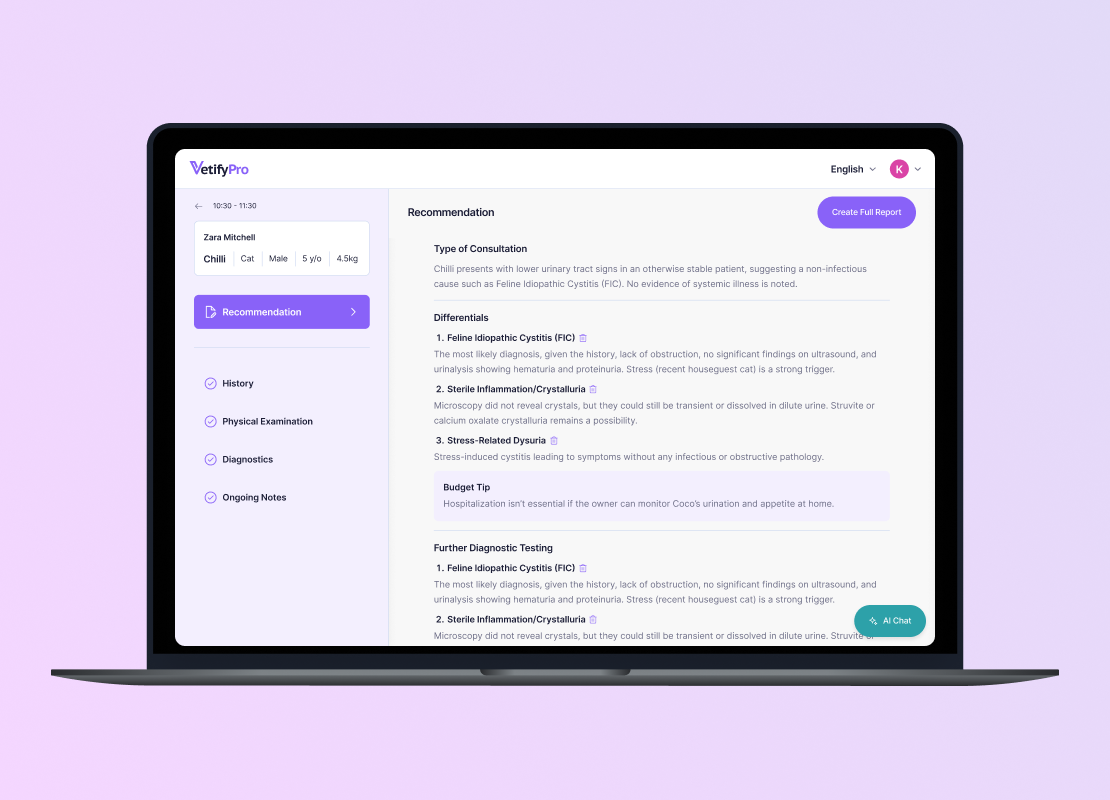 VetifyPro
English
K
10:30 - 11:30
Zara Mitchell
Chilli Cat Male 5 y/o 4.5kg
Recommendation
History
Physical Examination
Diagnostics
Ongoing Notes
Recommendation
Create Full Report
Type of Consultation
Chilli presents with lower urinary tract signs in an otherwise stable patient, suggesting a non-infectious
cause such as Feline Idiopathic Cystitis (FIC). No evidence of systemic illness is noted.
Differentials
1. Feline Idiopathic Cystitis (FIC)
The most likely diagnosis, given the history, lack of obstruction, no significant findings on ultrasound, and
urinalysis showing hematuria and proteinuria. Stress (recent houseguest cat) is a strong trigger.
2. Sterile Inflammation/Crystalluria
Microscopy did not reveal crystals, but they could still be transient or dissolved in dilute urine. Struvite or
calcium oxalate crystalluria remains a possibility.
3. Stress-Related Dysuria
Stress-induced cystitis leading to symptoms without any infectious or obstructive pathology.
Budget Tip
Hospitalization isn't essential if the owner can monitor Coco's urination and appetite at home.
Further Diagnostic Testing
1. Feline Idiopathic Cystitis (FIC)
The most likely diagnosis, given the history, lack of obstruction, no significant findings on ultrasound, and
urinalysis showing hematuria and proteinuria. Stress (recent houseguest cat) is a strong trigger.
2. Sterile Inflammation/Crystalluria
Microscopy did not reveal crystals, but they could still be transient or dissolved in dilute urine. Struvite or
AI Chat